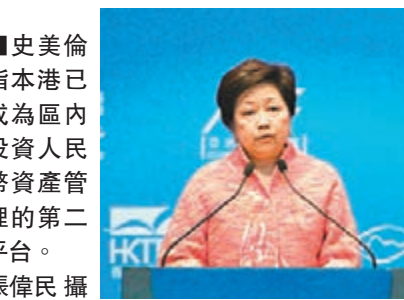 ■史美倫
指本港已
成為區內
投資人民
幣資產管
理的第二
平台。
張偉民 攝
HKT